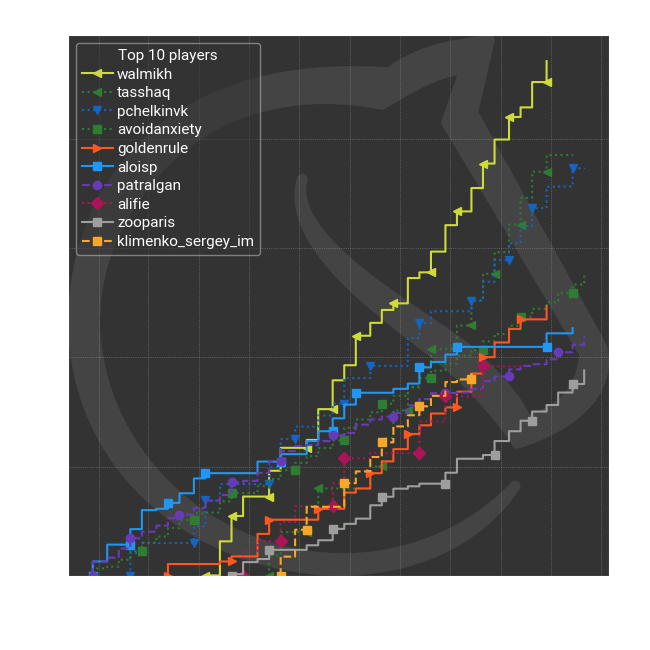 Top 10 players
walmikh
tasshaq
pchelkinvk
avoidanxiety
goldenrule
aloisp
patralgan
alifie
zooparis
klimenko_sergey_im